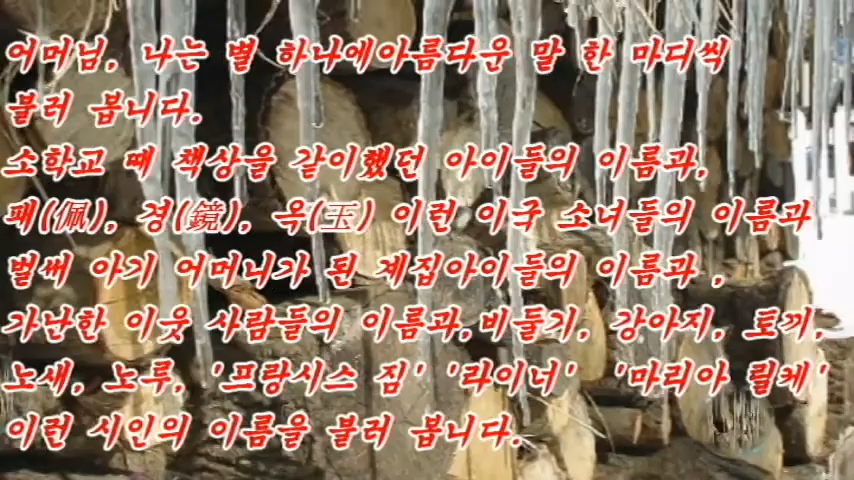 어머님, 나는 별 하나에아름다운 말 한 마디씩
불러 봅니다.
소학교 때 책상을 같이했던 아이들의 이름과,
패(佩), 경(鏡), 옥(玉) 이런 이국 소녀들의 이름과
벌써 아기 어머니가 된 계집아이들의 이름과 ,
가난한 이웃 사람들의 이름과,비둘기, 강아지, 토끼,
노새, 노루, '프랑시스 짐' '라이너' '마리아 릴케'
이런 시인의 이름을 불러 봅니다.